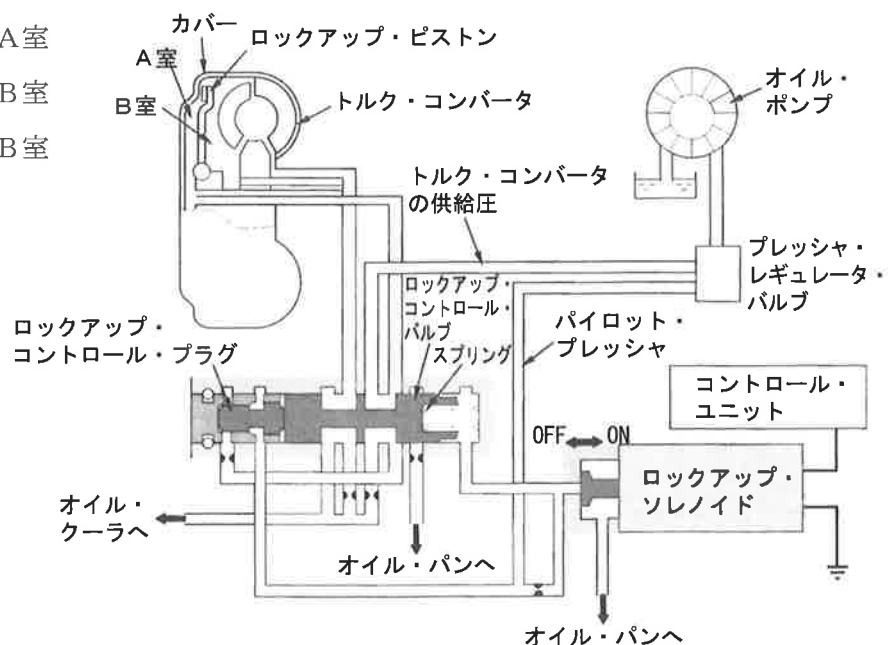 A室
B室
B室
カバー
ロックアップ・ピストン
A室
B室
トルク・コンバータ
オイル・
ポンプ
トルク・コンバータ
の供給圧
プレッシャ・
レギュレータ・
バルブ
ロックアップ・
コントロール・
バルブ
スプリング
パイロット・
プレッシャ
ロックアップ・
コントロール・プラグ
コントロール・
ユニット
OFF
ON
ロックアップ・
ソレノイド
オイル・
クーラへ
オイル・パンへ
オイル・パンへ